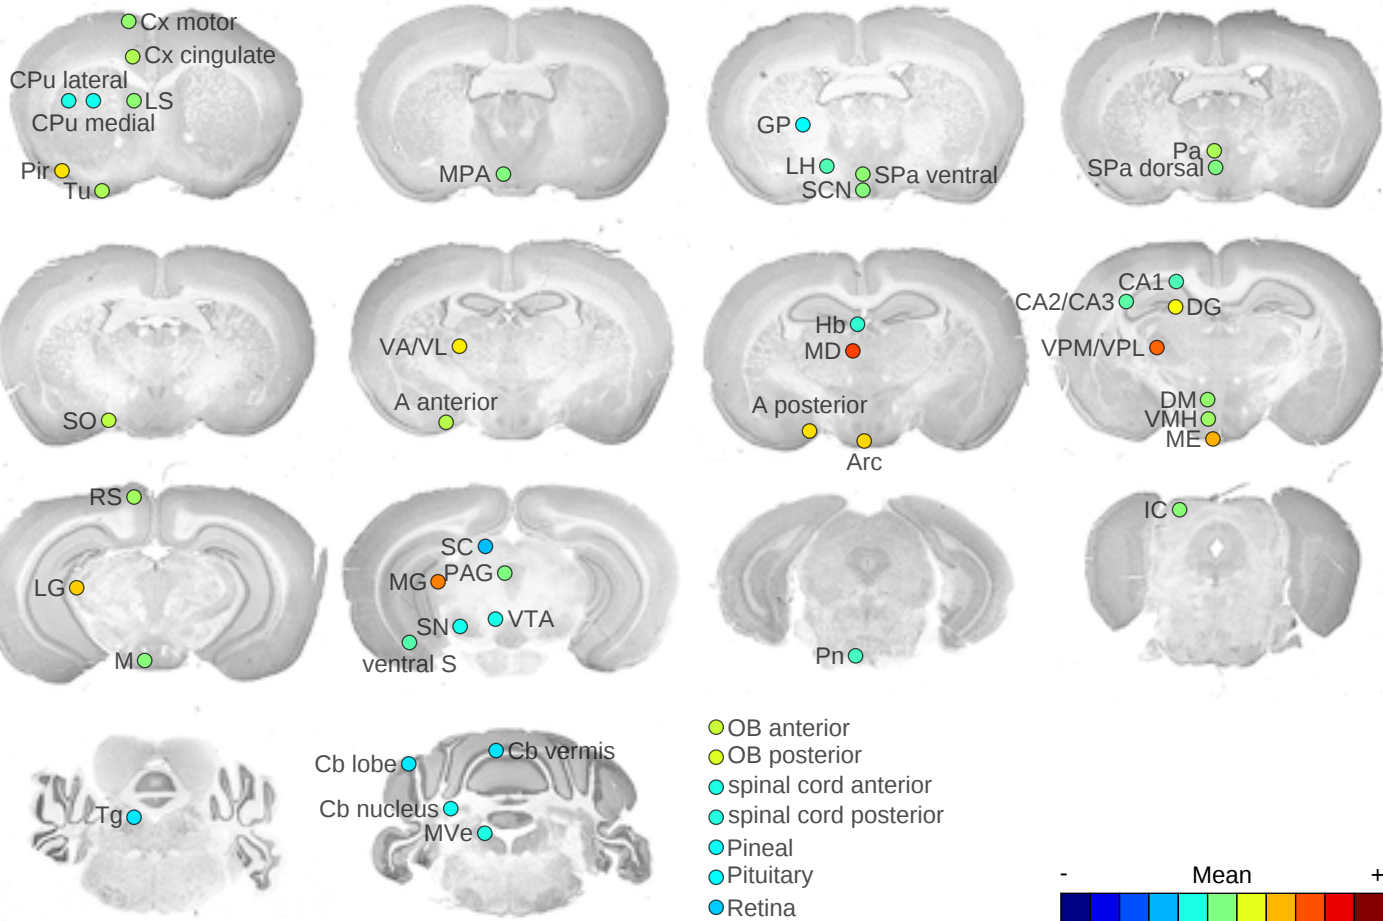 Cx motor
Cx cingulate
CPu lateral
LS
CPu medial
Pir
Tu
MPA
GP
LH
SPa ventral
SCN
Pa
SPa dorsal
SO
VA/VL
A anterior
Hb
MD
A posterior
Arc
CA1
CA2/CA3
DG
VPM/VPL
DM
VMH
ME
RS
LG
M
SC
MG
PAG
SN
VTA
ventral S
Pn
IC
Tg
Cb lobe
Cb vermis
Cb nucleus
MVe
OB anterior
OB posterior
spinal cord anterior
spinal cord posterior
Pineal
Pituitary
Retina
- Mean +